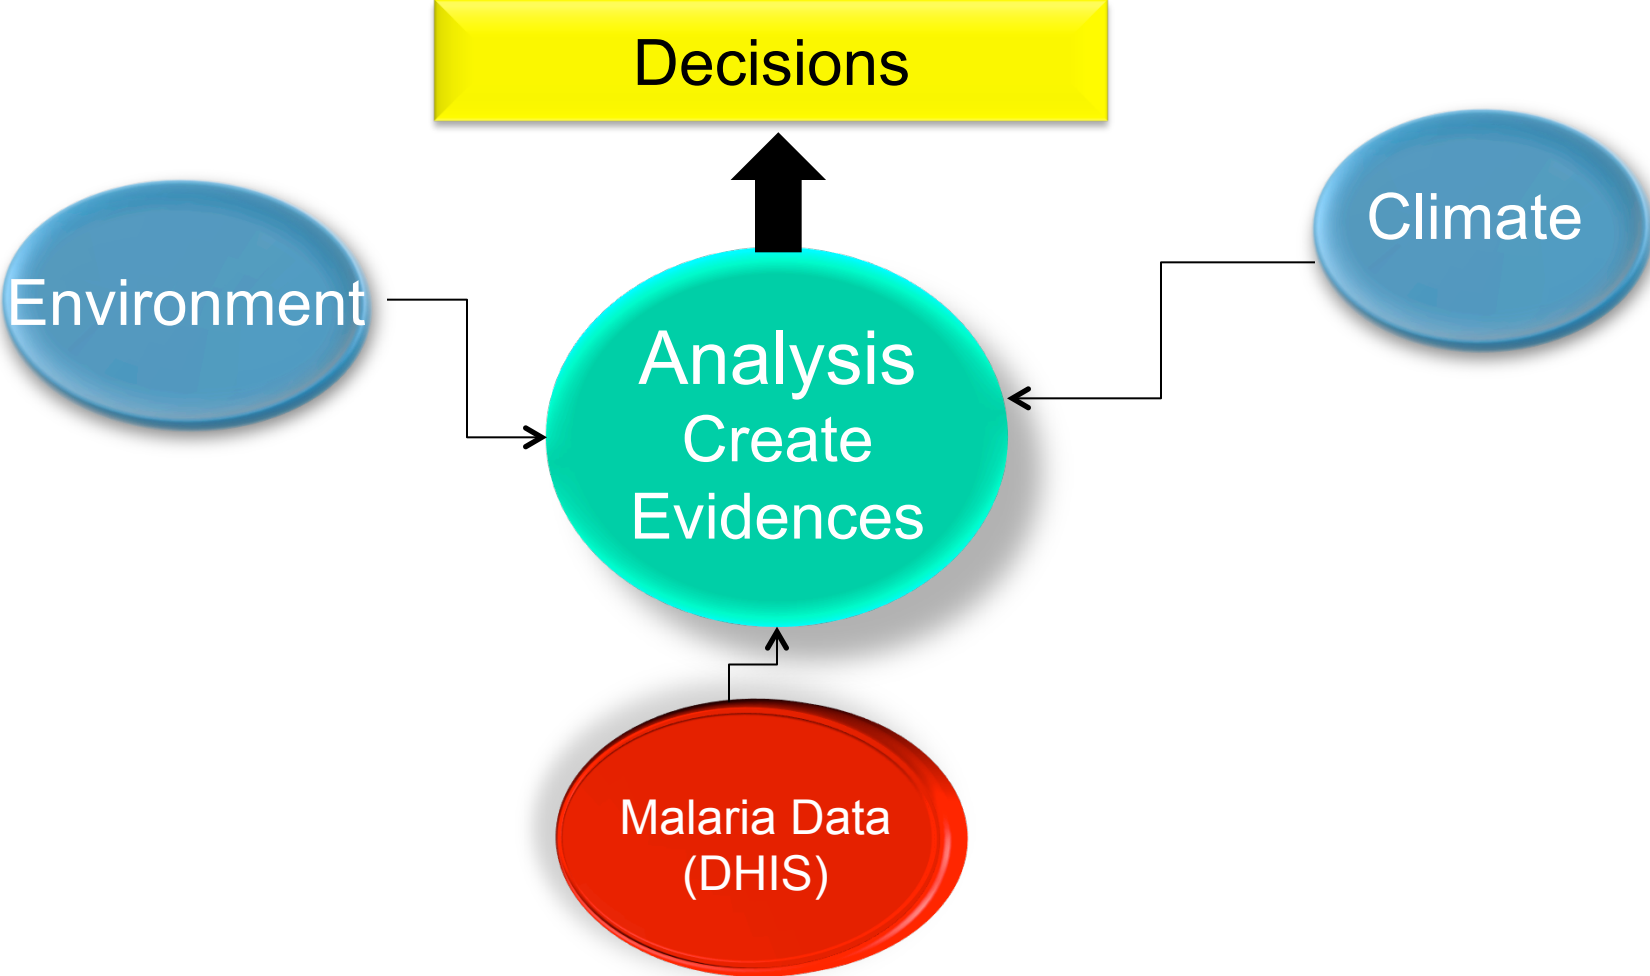 Decisions
Environment
Climate
Analysis
Create
Evidences
Malaria Data
(DHIS)